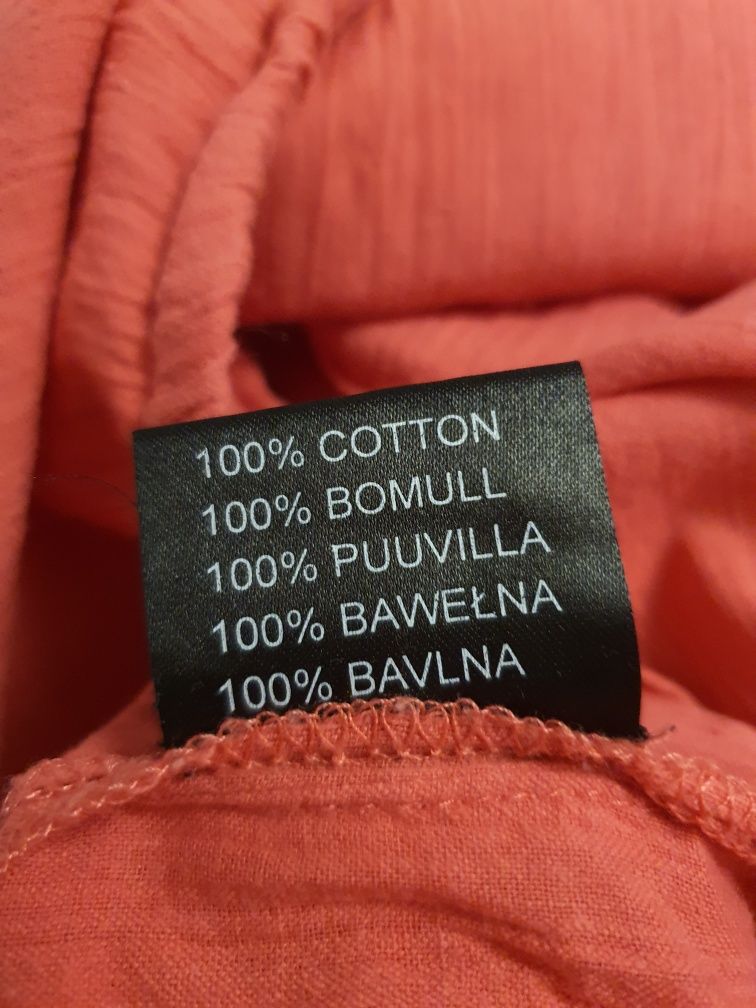 100% COTTON
100% BOMULL
100% PUUVILLA
100% BAWEŁNA
100% BAVLNA